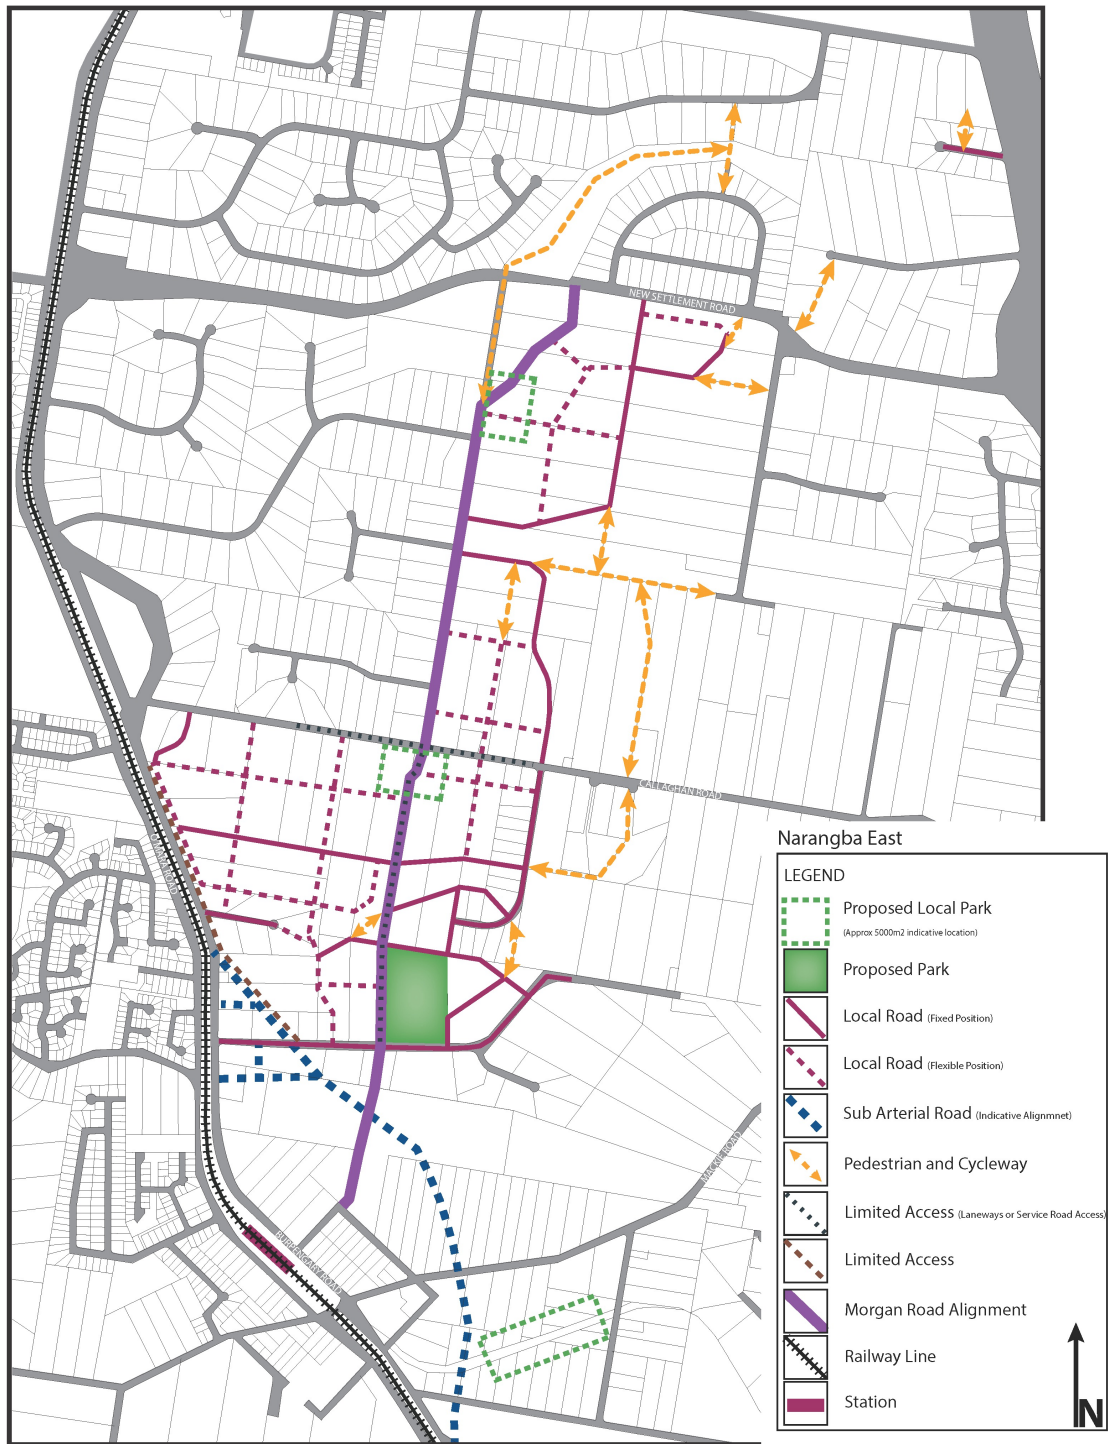 NEW SETTLEMENT ROAD
CALLAGHAN ROAD
MACKIE ROAD
BURPENGARY ROAD
Narangba East
LEGEND
Proposed Local Park
(Approx 5000m2 indicative location)
Proposed Park
Local Road (Fixed Position)
Local Road (Flexible Position)
Sub Arterial Road (Indicative Alignmnet)
Pedestrian and Cycleway
Limited Access (Laneways or Service Road Access)
Limited Access
Morgan Road Alignment
Railway Line
Station
N